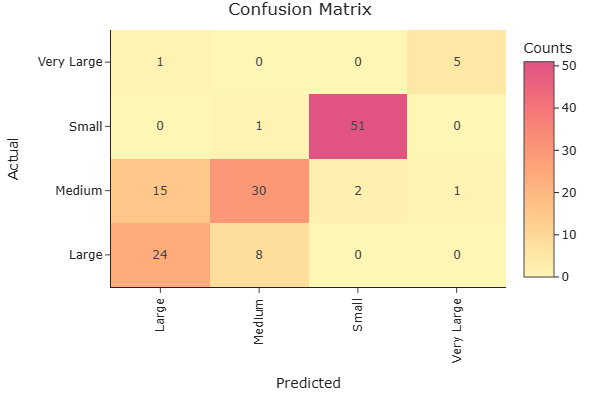 Confusion Matrix
Counts
Very Large 1 0 0 5
Small 0 1 51 0
Medium 15 30 2 1
Large 24 8 0 0
Actual
Large Medium Small Very Large
Predicted
50
40
30
20
10
0